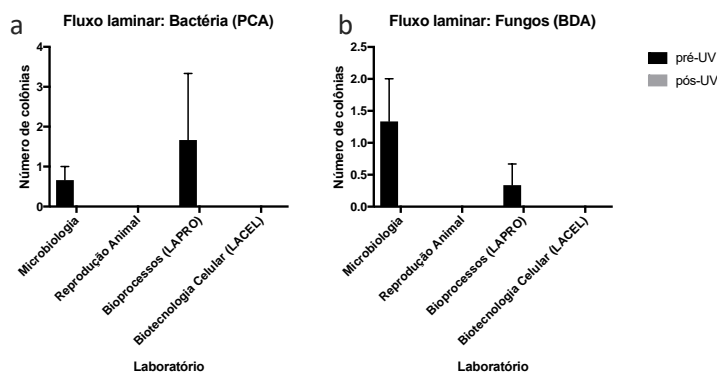 a
Fluxo laminar: Bactéria (PCA)
Número de colônias
4
3
2
1
0
Microbiologia
Reprodução Animal
Bioprocessos (LAPRO)
Biotecnologia Celular (LACEL)
Laboratório
b
Fluxo laminar: Fungos (BDA)
Número de colônias
2.5
2.0
1.5
1.0
0.5
0.0
Microbiologia
Reprodução Animal
Bioprocessos (LAPRO)
Biotecnologia Celular (LACEL)
Laboratório
pré-UV
pós-UV